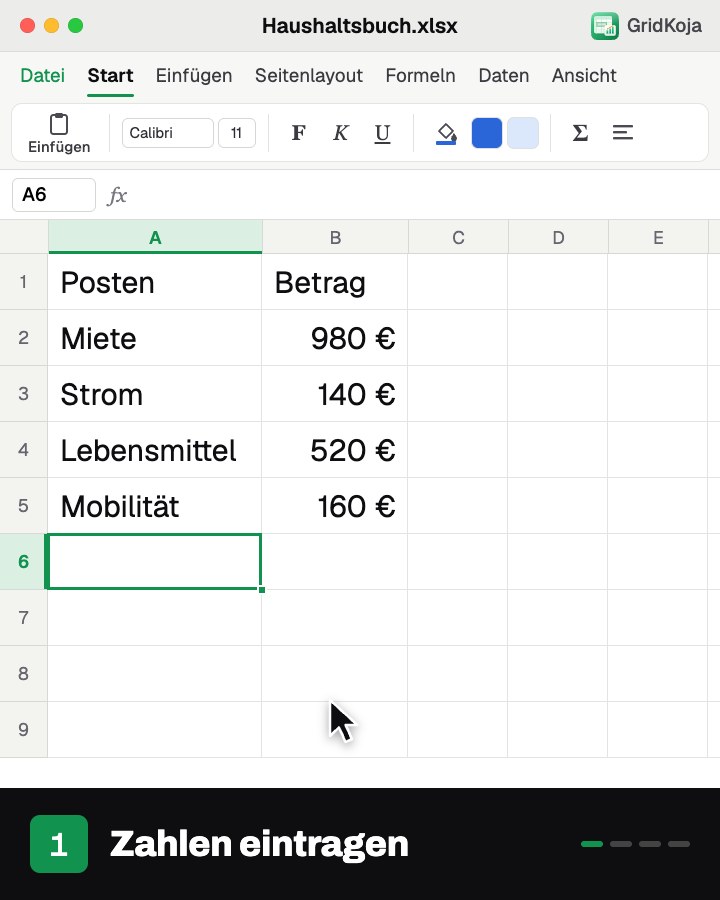 Haushaltsbuch.xlsx
GridKoja
Datei Start Einfügen Seitenlayout Formeln Daten Ansicht
Einfügen
Calibri 11 F K U Σ
A6 fx
A B C D E
1 Posten Betrag
2 Miete 980 €
3 Strom 140 €
4 Lebensmittel 520 €
5 Mobilität 160 €
6
7
8
9
1 Zahlen eintragen